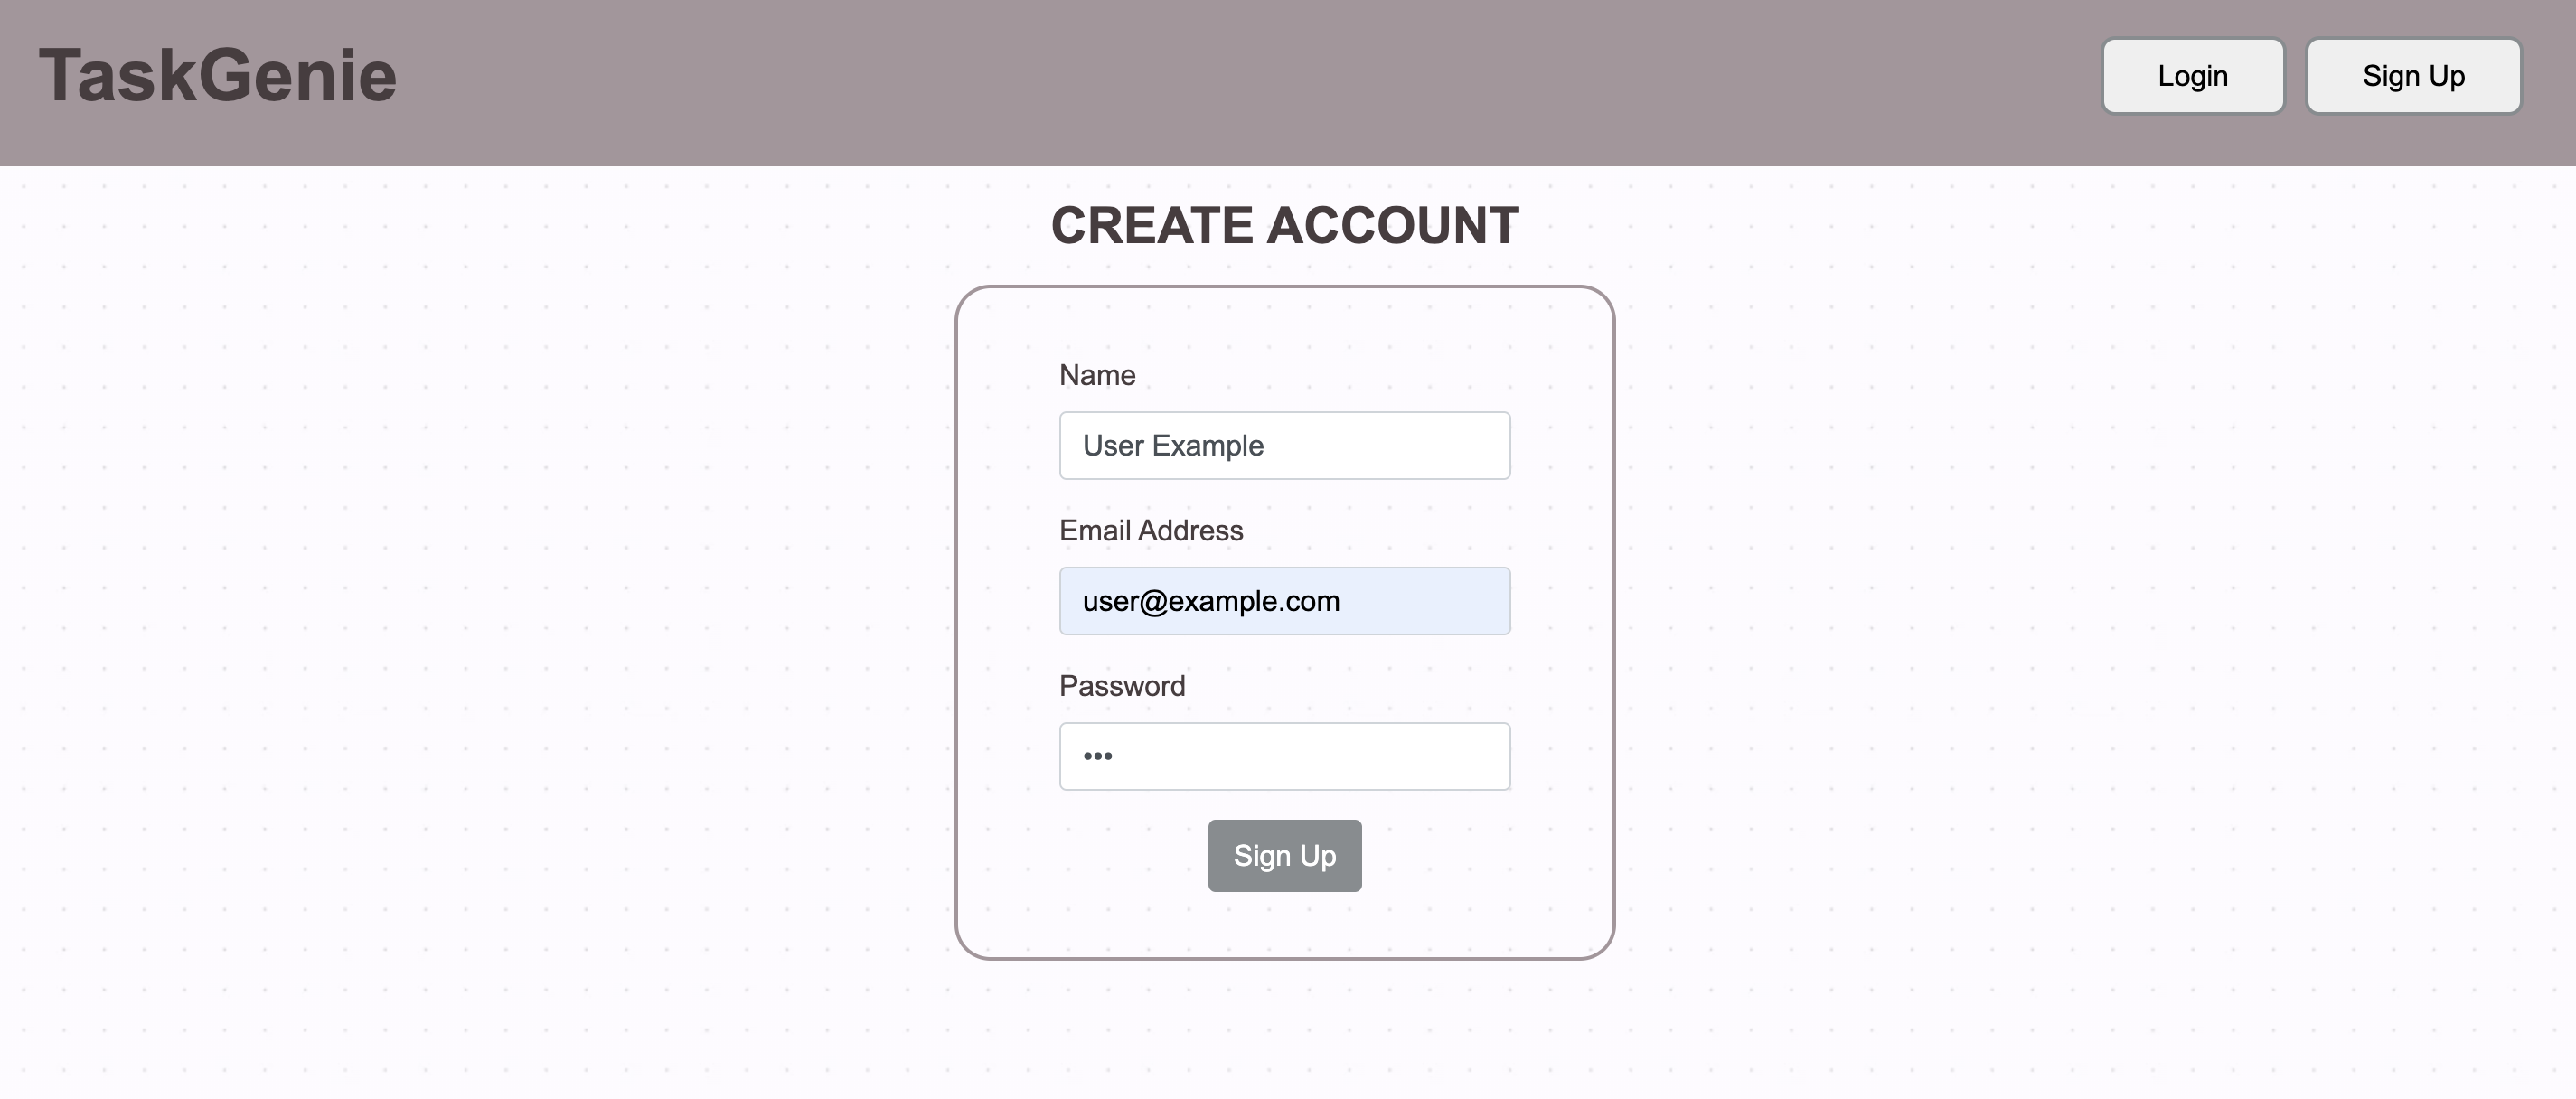 TaskGenie
Login
Sign Up
CREATE ACCOUNT
Name
User Example
Email Address
user@example.com
Password
•••
Sign Up